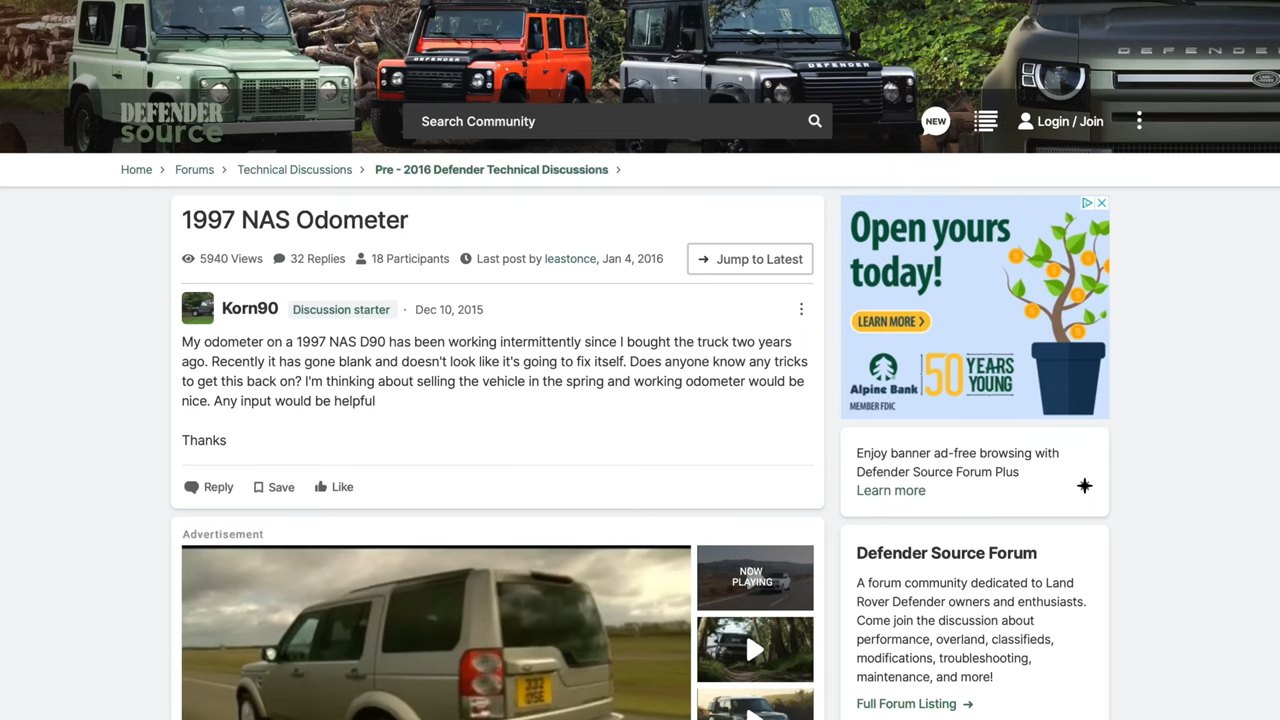 DEFENDER
DEFENDER
DEFENDER
DEFENDER
source
Search Community
NEW
Login / Join
Home
Forums
Technical Discussions
Pre - 2016 Defender Technical Discussions
1997 NAS Odometer
5940 Views
32 Replies
18 Participants
Last post by leastonce, Jan 4, 2016
Jump to Latest
Korn90
Discussion starter
· Dec 10, 2015
My odometer on a 1997 NAS D90 has been working intermittently since I bought the truck two years
ago. Recently it has gone blank and doesn't look like it's going to fix itself. Does anyone know any tricks
to get this back on? I'm thinking about selling the vehicle in the spring and working odometer would be
nice. Any input would be helpful
Thanks
Reply
Save
Like
Advertisement
NOW
PLAYING
Open yours
today!
LEARN MORE
Alpine Bank
MEMBER FDIC
50 YEARS
YOUNG
Enjoy banner ad-free browsing with
Defender Source Forum Plus
Learn more
Defender Source Forum
A forum community dedicated to Land
Rover Defender owners and enthusiasts.
Come join the discussion about
performance, overland, classifieds,
modifications, troubleshooting,
maintenance, and more!
Full Forum Listing